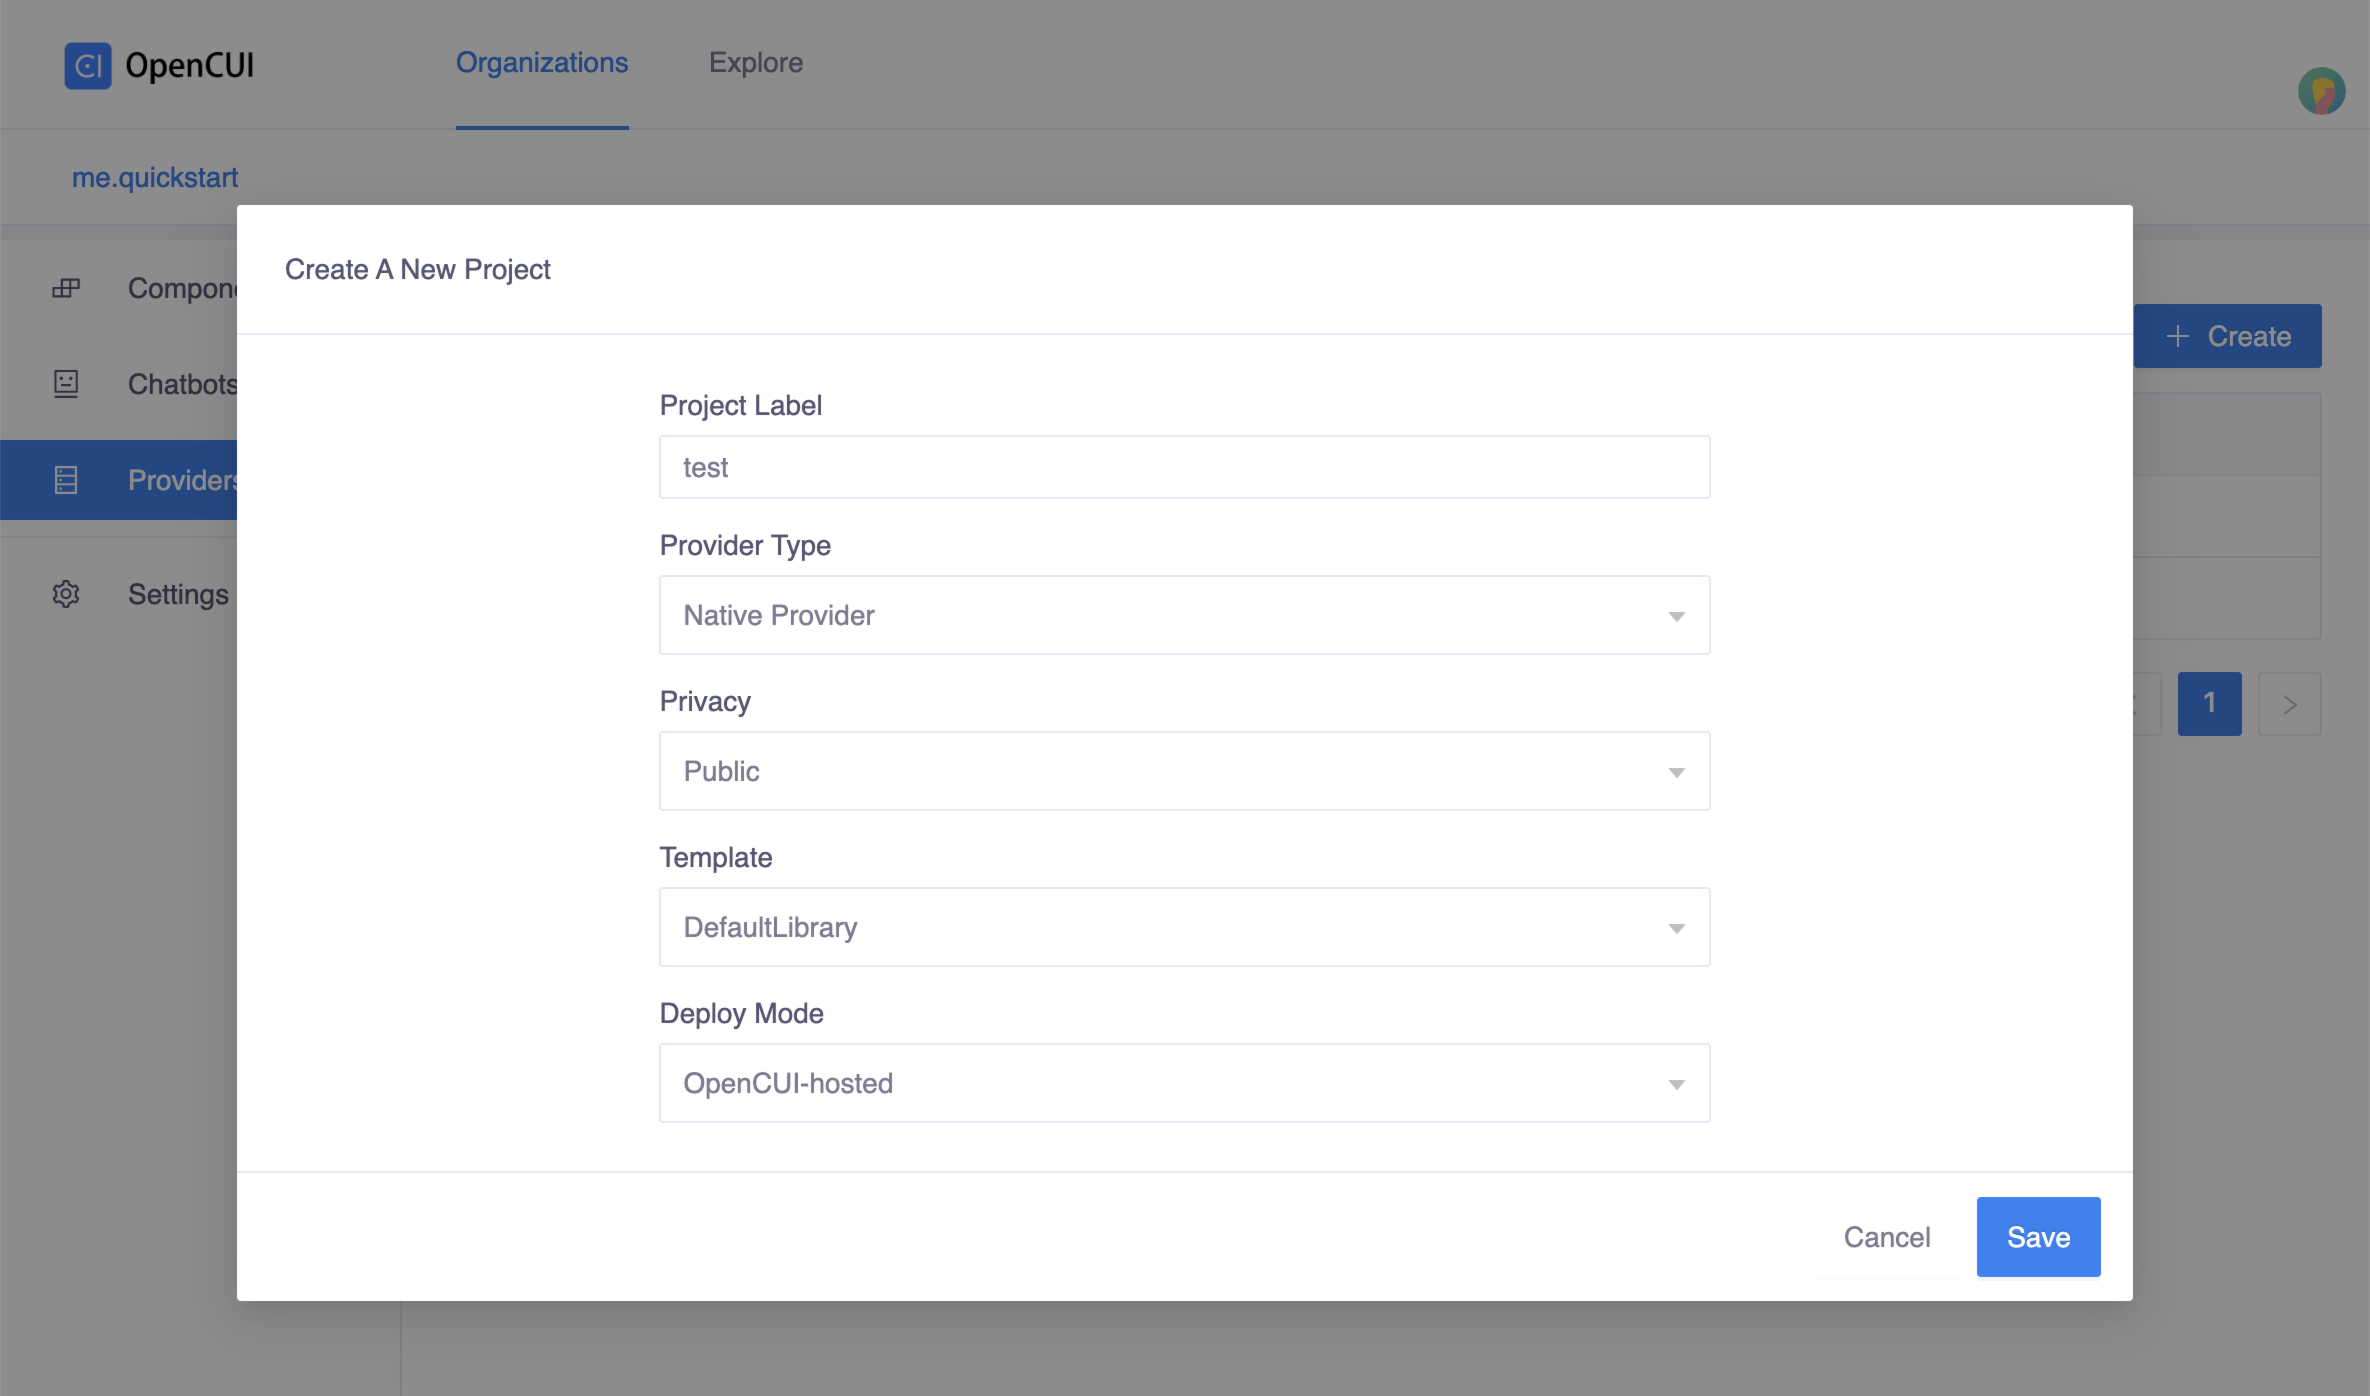 OpenCUI
Organizations
Explore
me.quickstart
Create A New Project
Chatbots
Providers
Settings
Create
Project Label
test
Provider Type
Native Provider
Privacy
Public
Template
DefaultLibrary
Deploy Mode
OpenCUI-hosted
1
Cancel
Save